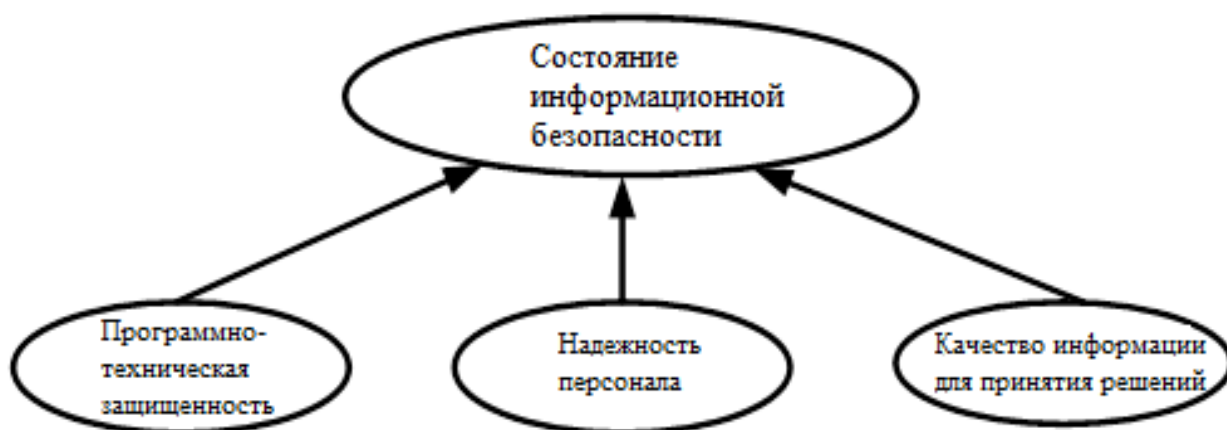 Состояние
информационной
безопасности
Программно-
техническая
защищенность
Надежность
персонала
Качество информации
для принятия решений